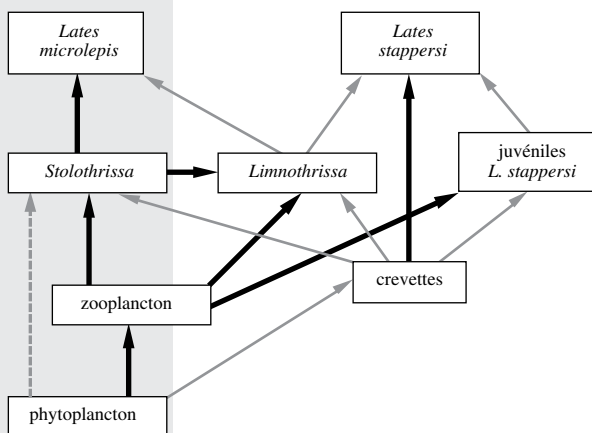 Lates
microlepis
Lates
stappersi
Stolothrissa
Limnothrissa
juvéniles
L. stappersi
zooplancton
crevettes
phytoplancton